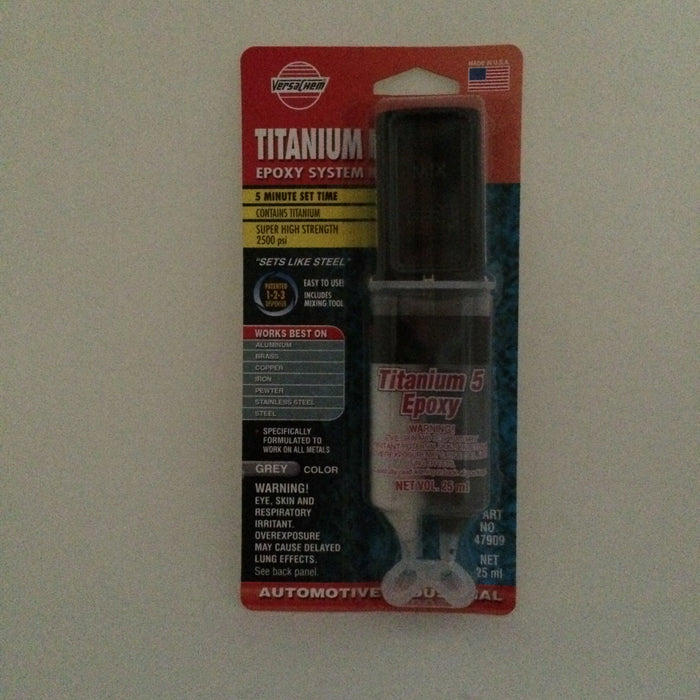 MADE IN U.S.A.
VERSACHEM
TITANIUM
EPOXY SYSTEM
MIX
5 MINUTE SET TIME
CONTAINS TITANIUM
SUPER HIGH STRENGTH
2500 psi
"SETS LIKE STEEL"
PATENTED
1-2-3
DISPENSER
EASY TO USE!
INCLUDES
MIXING TOOL
WORKS BEST ON
ALUMINUM
BRASS
COPPER
IRON
PEWTER
STAINLESS STEEL
STEEL
SPECIFICALLY
FORMULATED TO
WORK ON ALL METALS
GREY COLOR
WARNING!
EYE, SKIN AND
RESPIRATORY
IRRITANT.
OVEREXPOSURE
MAY CAUSE DELAYED
LUNG EFFECTS.
See back panel.
Titanium 5
Epoxy
WARNING!
NET VOL. 25 ml
ART
NO
47909
NET
25 ml
AUTOMOTIVE